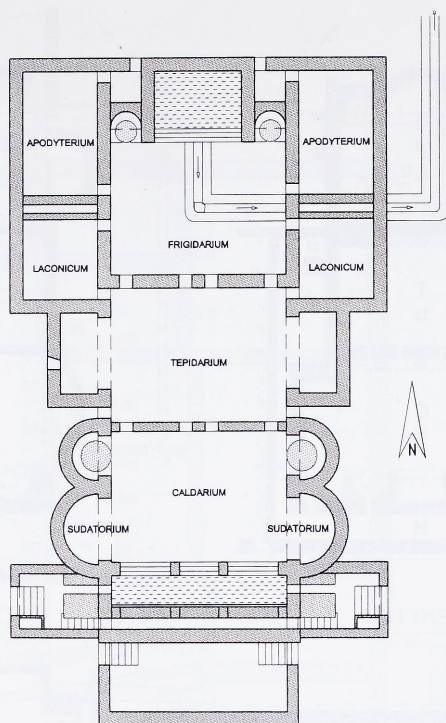 APODYTERIUM
APODYTERIUM
FRIGIDARIUM
LACONICUM
LACONICUM
TEPIDARIUM
N
CALDARIUM
SUDATORIUM
SUDATORIUM